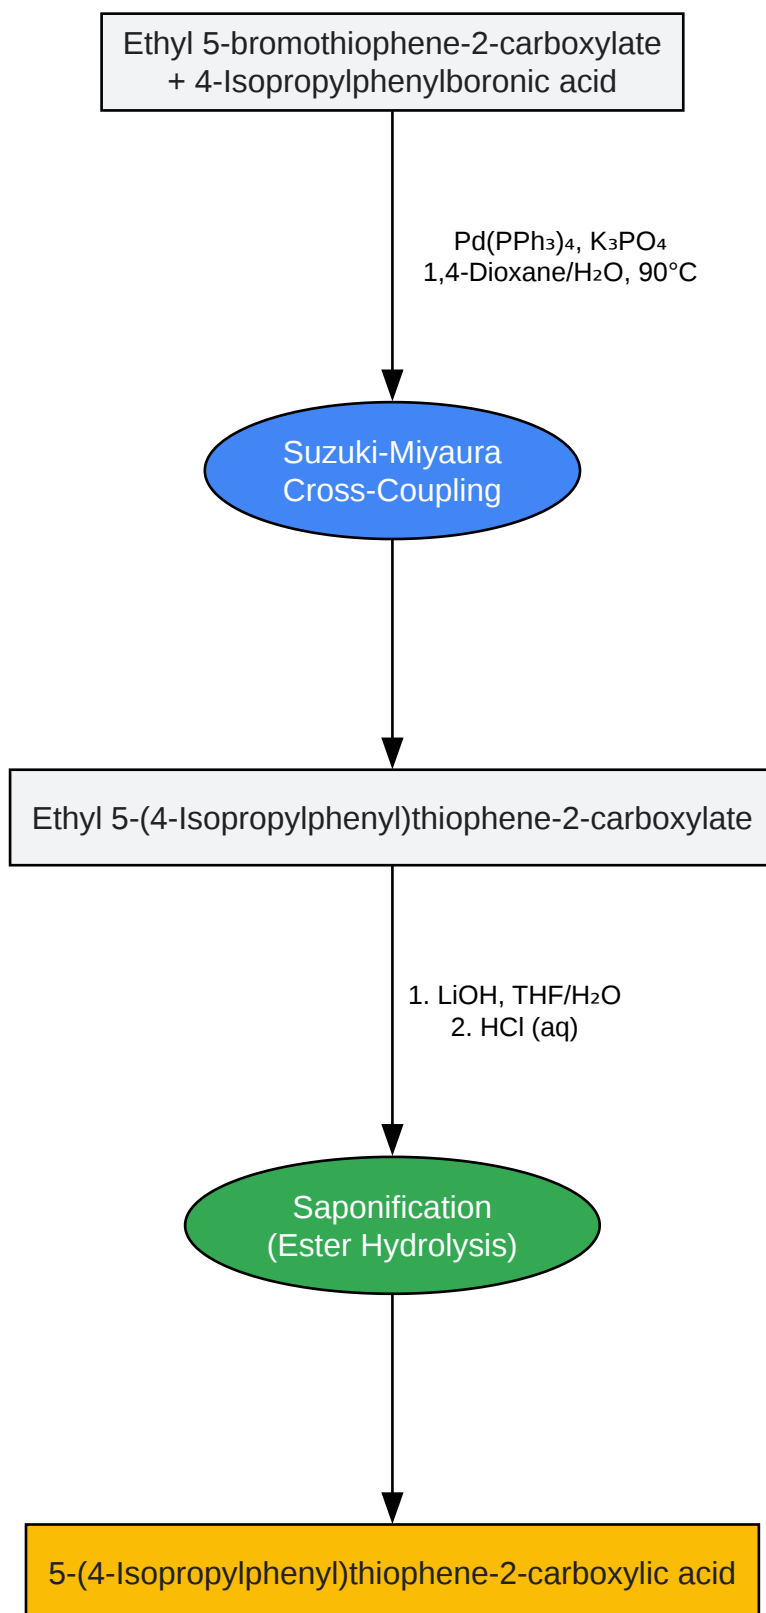 Ethyl 5-bromothiophene-2-carboxylate
+ 4-Isopropylphenylboronic acid
Pd(PPh₃)₄, K₃PO₄
1,4-Dioxane/H₂O, 90°C
Suzuki-Miyaura
Cross-Coupling
Ethyl 5-(4-Isopropylphenyl)thiophene-2-carboxylate
1. LiOH, THF/H₂O
2. HCl (aq)
Saponification
(Ester Hydrolysis)
5-(4-Isopropylphenyl)thiophene-2-carboxylic acid